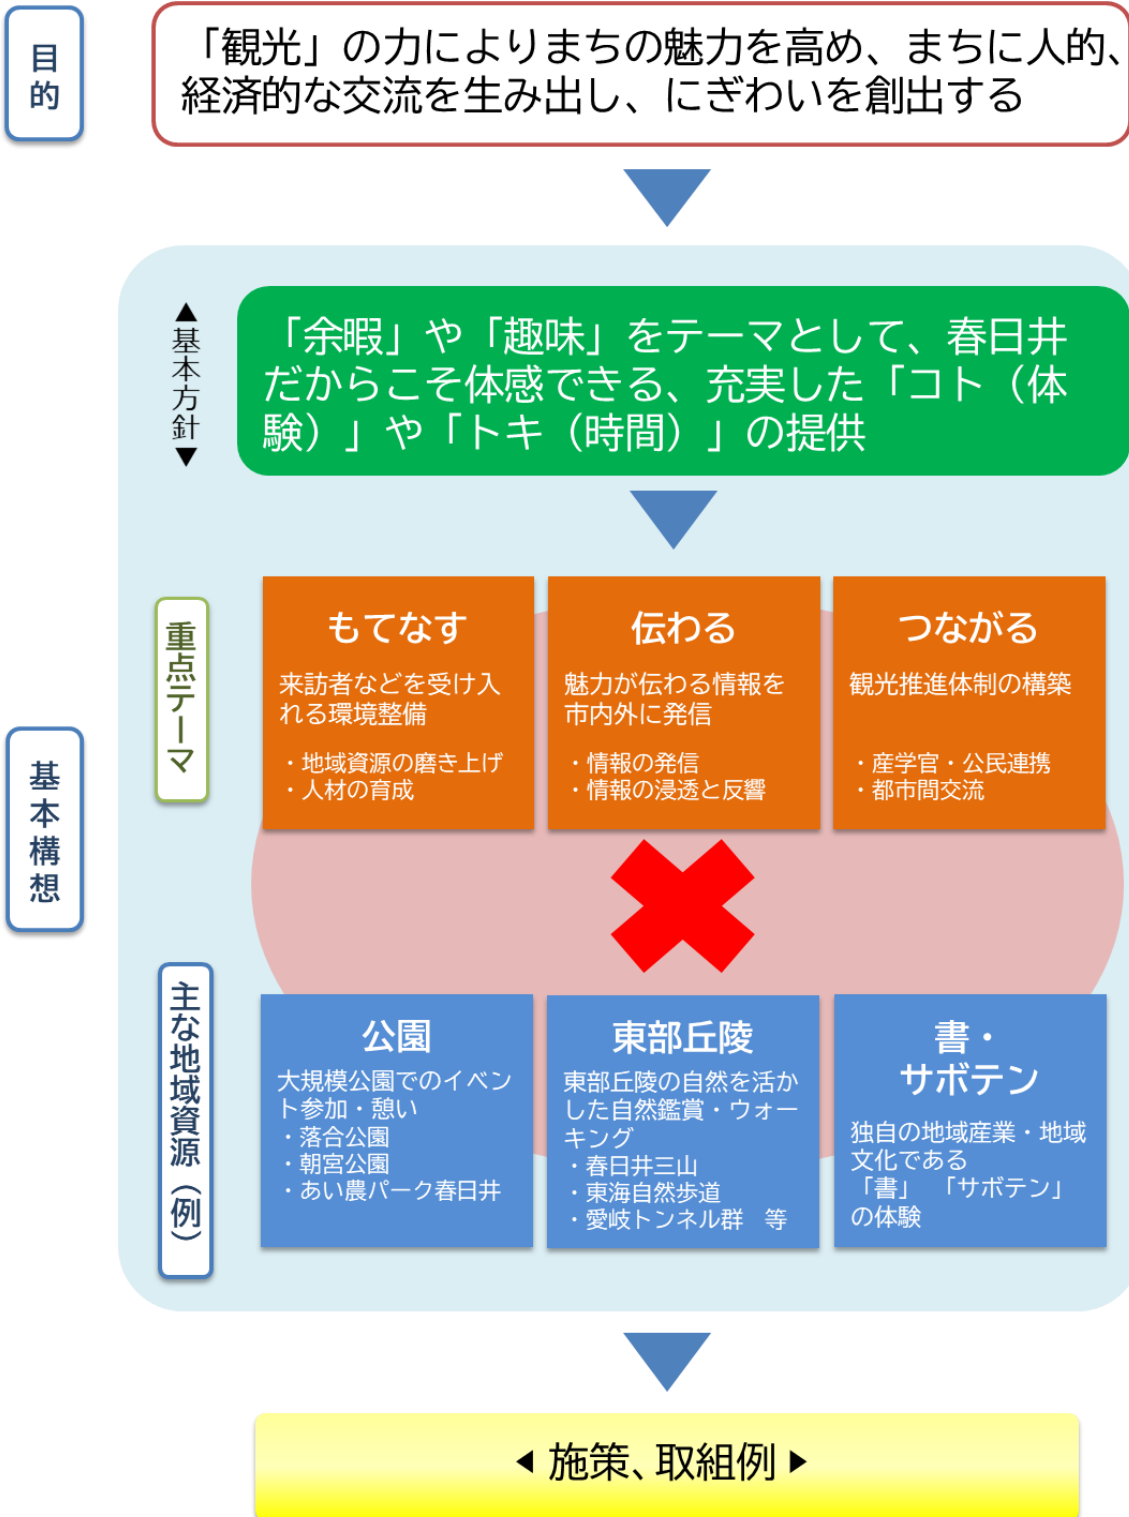 目的
「観光」の力によりまちの魅力を高め、まちに人的、
経済的な交流を生み出し、にぎわいを創出する
▲基本方針▼
「余暇」や「趣味」をテーマとして、春日井
だからこそ体感できる、充実した「コト（体
験）」や「トキ（時間）」の提供
基本構想
重点テーマ
もてなす
来訪者などを受け入
れる環境整備
・地域資源の磨き上げ
・人材の育成
伝わる
魅力が伝わる情報を
市内外に発信
・情報の発信
・情報の浸透と反響
つながる
観光推進体制の構築
・産学官・公民連携
・都市間交流
主な地域資源（例）
公園
大規模公園でのイベン
ト参加・憩い
・落合公園
・朝宮公園
・あい農パーク春日井
東部丘陵
東部丘陵の自然を活か
した自然鑑賞・ウォー
キング
・春日井三山
・東海自然歩道
・愛岐トンネル群　等
書・
サボテン
独自の地域産業・地域
文化である
「書」　「サボテン」
の体験
◀ 施策、取組例 ▶